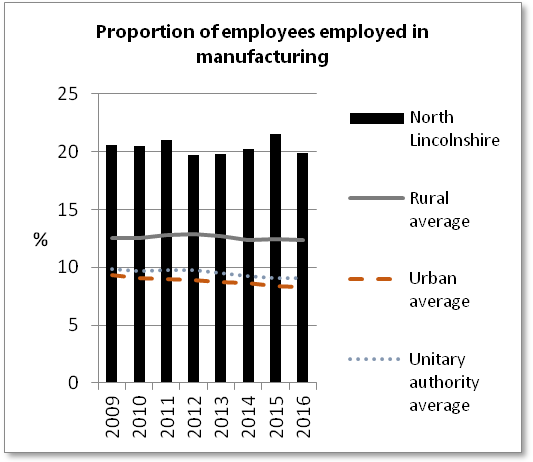 Proportion of employees employed in
manufacturing
25
20
15
10
5
0
%
2009
2010
2011
2012
2013
2014
2015
2016
North
Lincolnshire
Rural
average
Urban
average
Unitary
authority
average